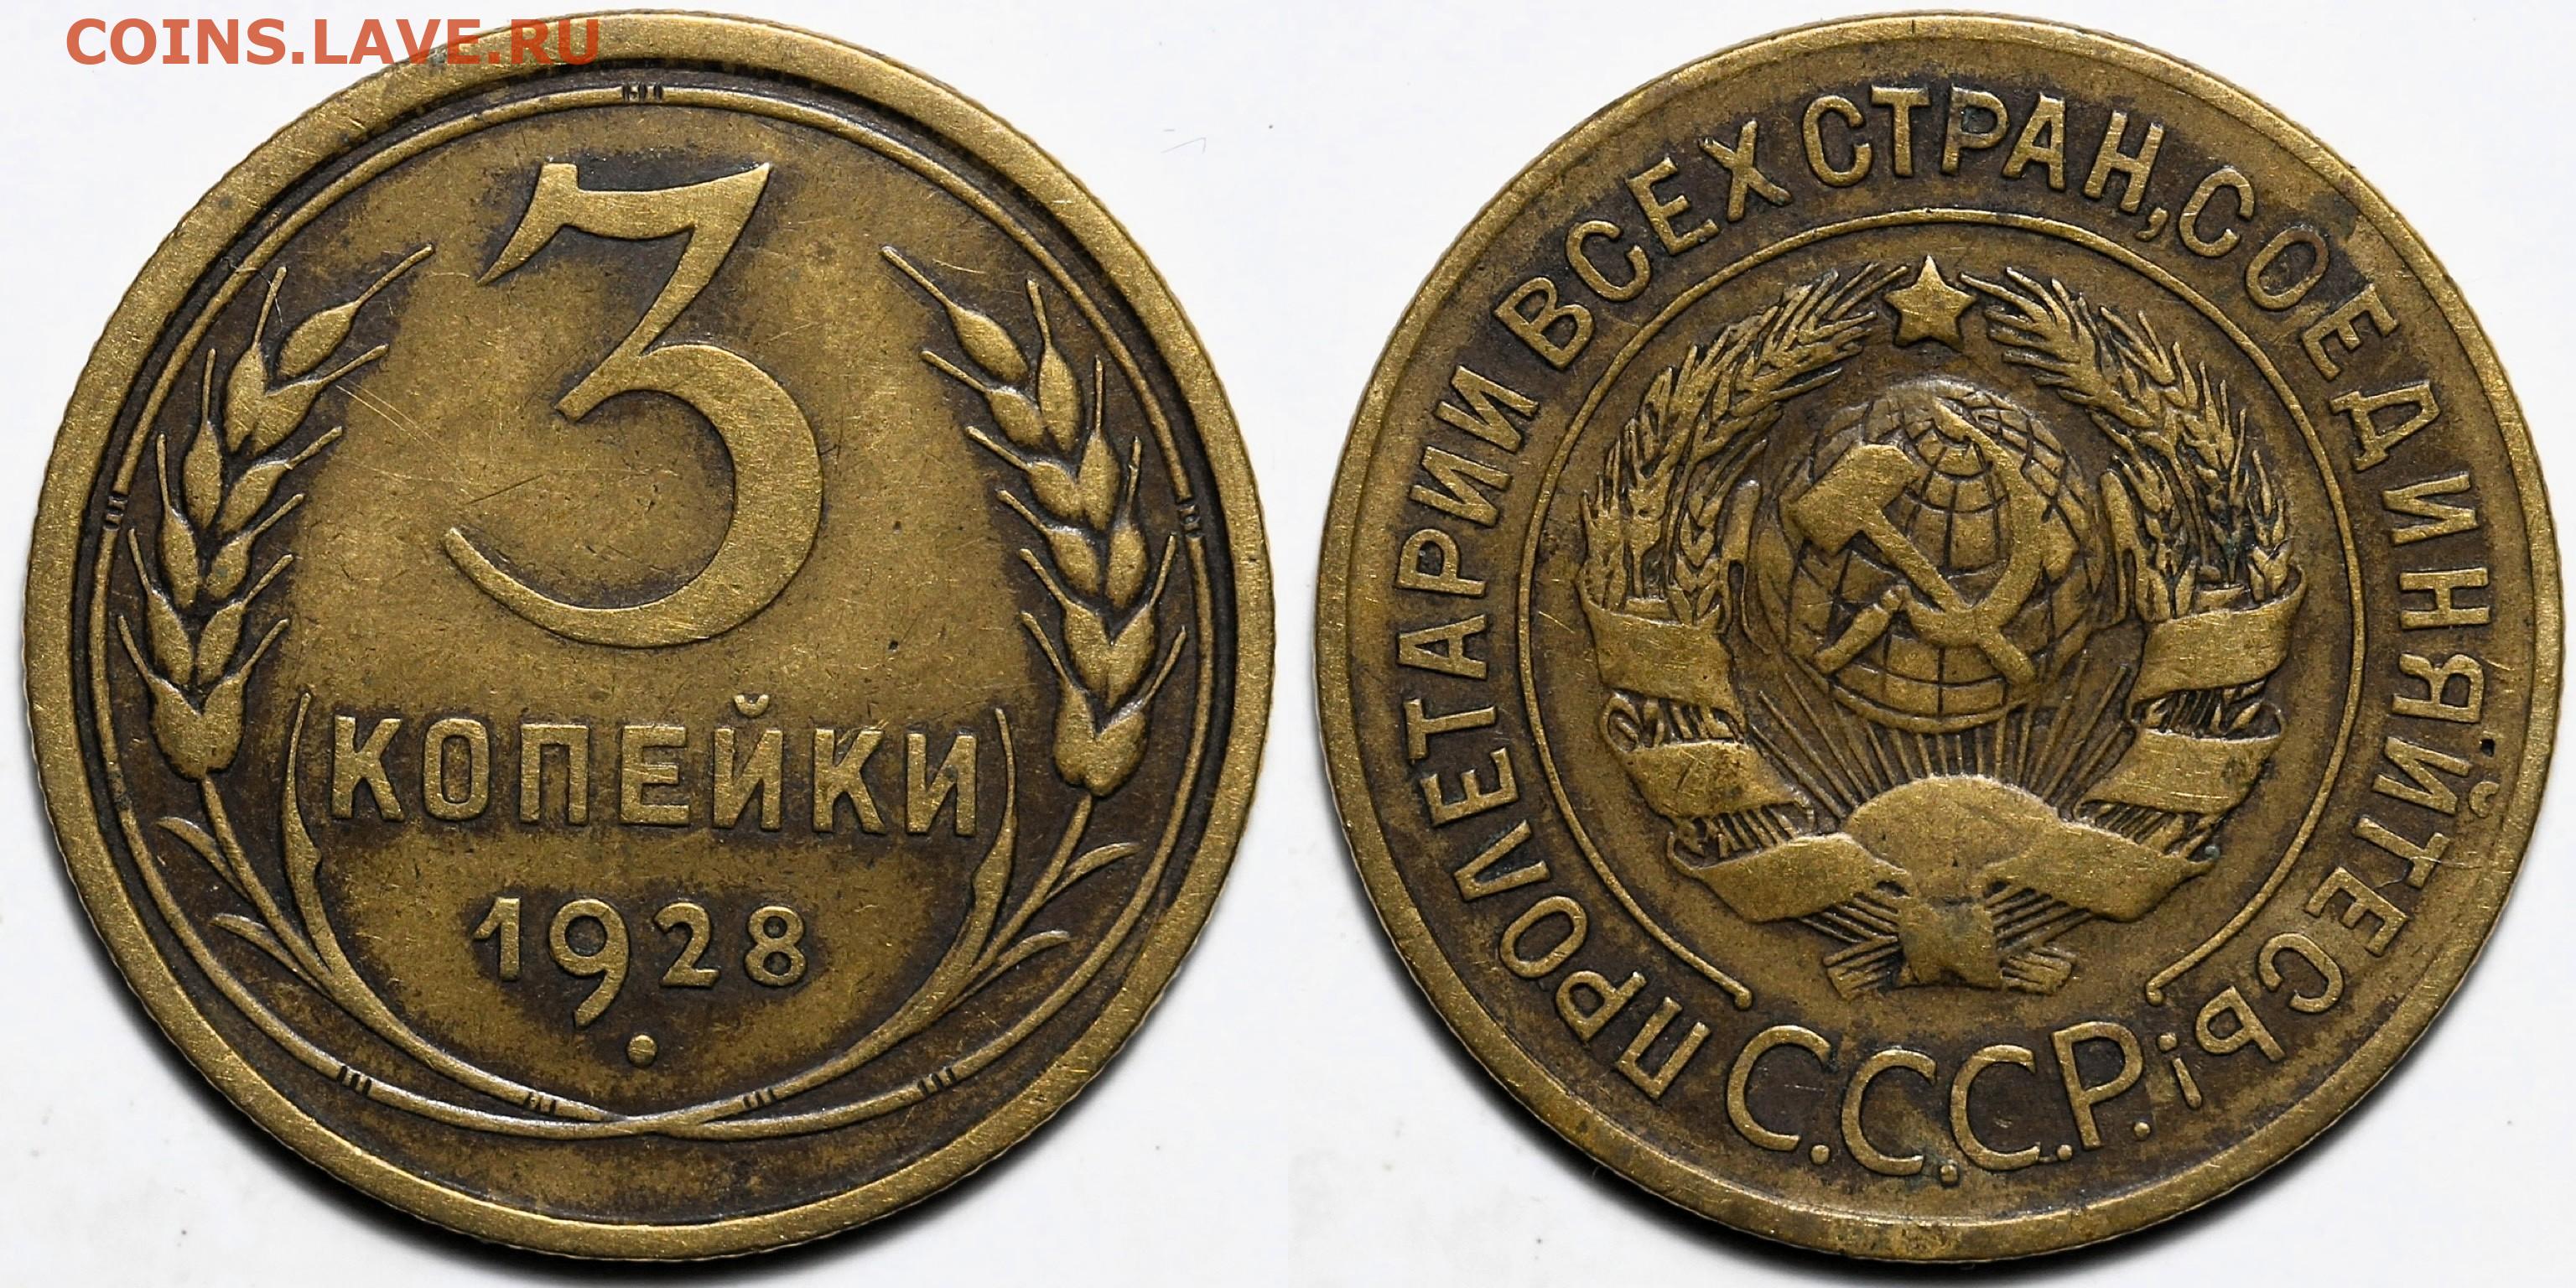 COINS.LAVE.RU
3
КОПЕЙКИ
1928
ПРОЛЕТАРИИ ВСЕХ СТРАН, СОЕДИНЯЙТЕСЬ!
С.С.С.Р.